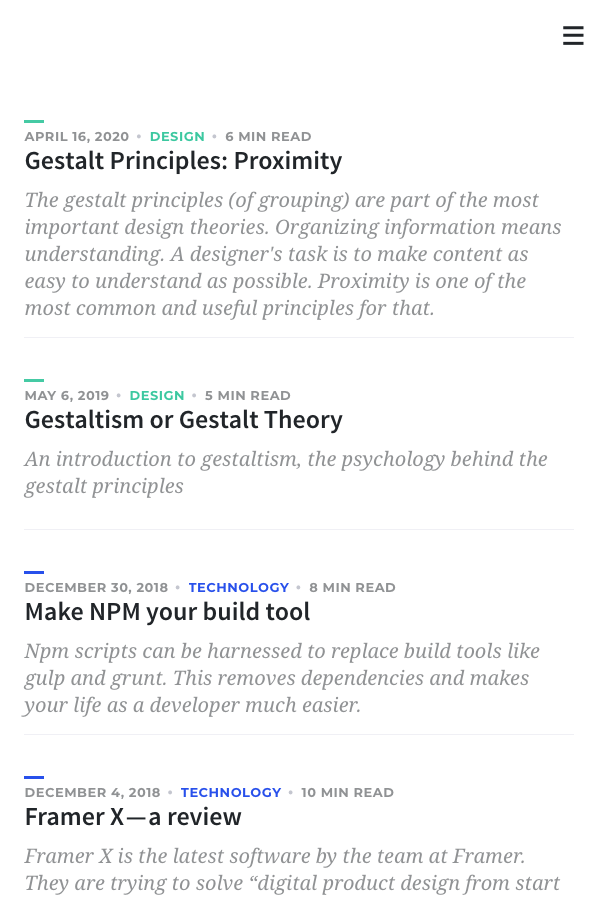 APRIL 16, 2020 • DESIGN • 6 MIN READ
Gestalt Principles: Proximity
The gestalt principles (of grouping) are part of the most
important design theories. Organizing information means
understanding. A designer's task is to make content as
easy to understand as possible. Proximity is one of the
most common and useful principles for that.
MAY 6, 2019 • DESIGN • 5 MIN READ
Gestaltism or Gestalt Theory
An introduction to gestaltism, the psychology behind the
gestalt principles
DECEMBER 30, 2018 • TECHNOLOGY • 8 MIN READ
Make NPM your build tool
Npm scripts can be harnessed to replace build tools like
gulp and grunt. This removes dependencies and makes
your life as a developer much easier.
DECEMBER 4, 2018 • TECHNOLOGY • 10 MIN READ
Framer X—a review
Framer X is the latest software by the team at Framer.
They are trying to solve “digital product design from start